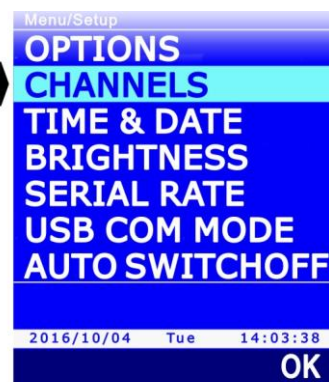 Menu/Setup
OPTIONS
CHANNELS
TIME & DATE
BRIGHTNESS
SERIAL RATE
USB COM MODE
AUTO SWITCHOFF
2016/10/04 Tue 14:03:38
OK